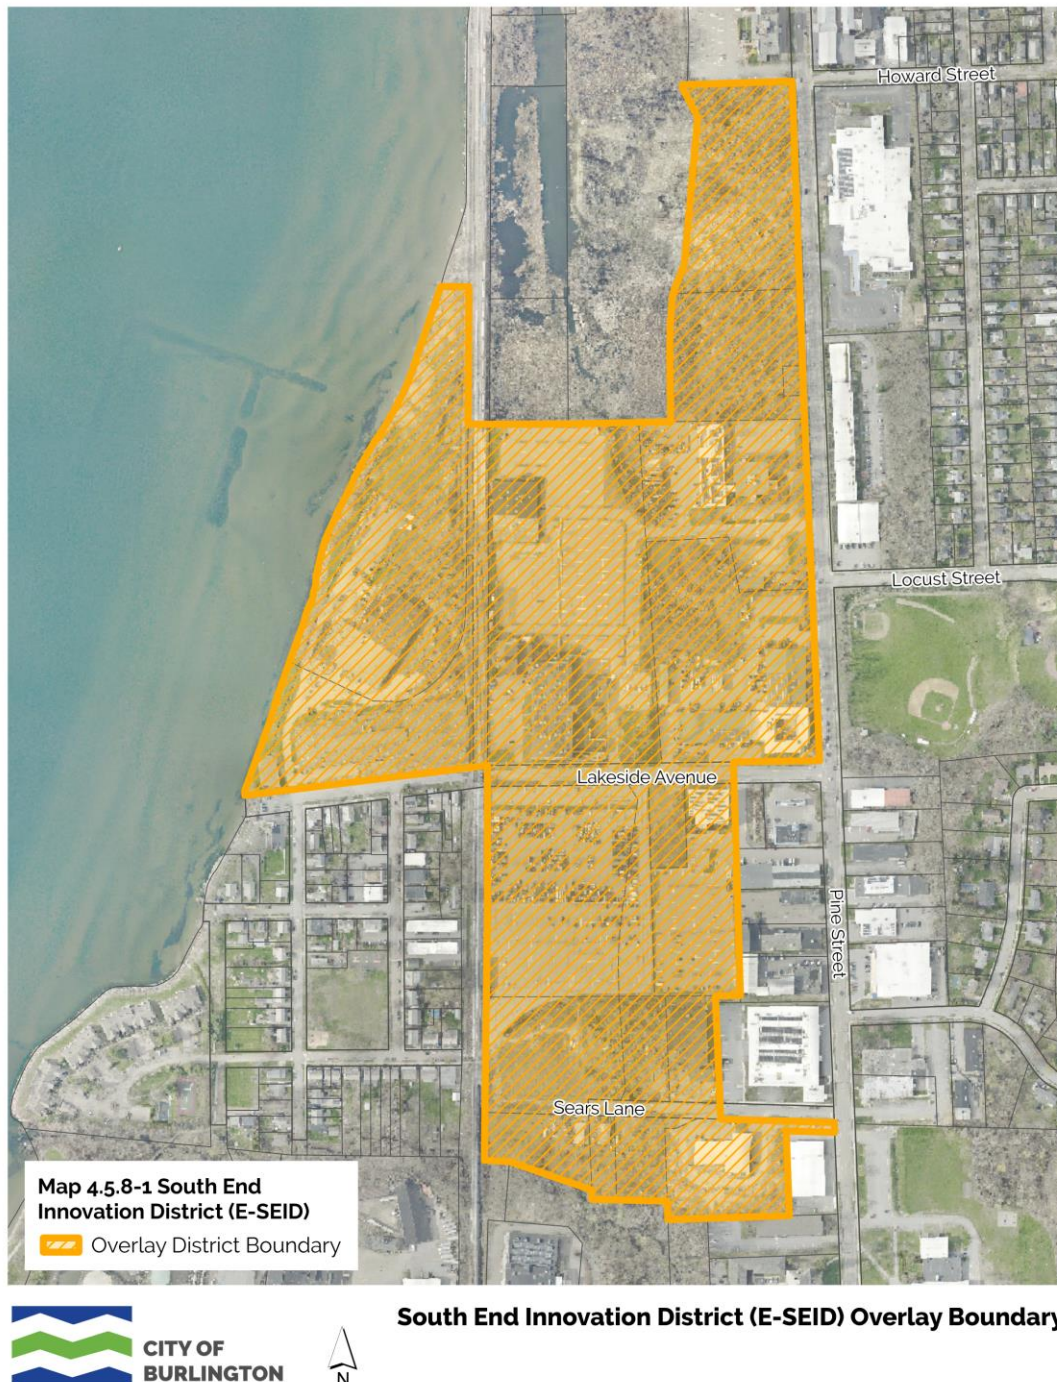 Howard Street
Locust Street
Lakeside Avenue
Pine Street
Sears Lane
Map 4.5.8-1 South End
Innovation District (E-SEID)
Overlay District Boundary
South End Innovation District (E-SEID) Overlay Boundary
CITY OF
BURLINGTON
N